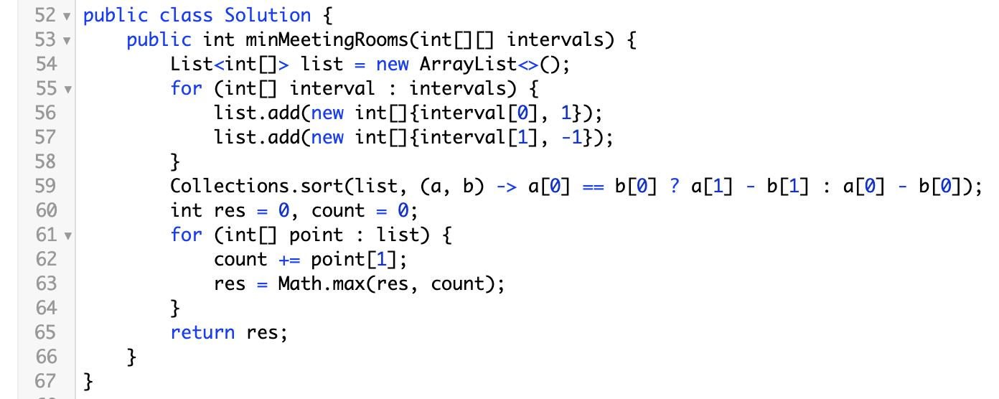 52 public class Solution {
53     public int minMeetingRooms(int[][] intervals) {
54         List<int[]> list = new ArrayList<>();
55         for (int[] interval : intervals) {
56             list.add(new int[]{interval[0], 1});
57             list.add(new int[]{interval[1], -1});
58         }
59         Collections.sort(list, (a, b) -> a[0] == b[0] ? a[1] - b[1] : a[0] - b[0]);
60         int res = 0, count = 0;
61         for (int[] point : list) {
62             count += point[1];
63             res = Math.max(res, count);
64         }
65         return res;
66     }
67 }